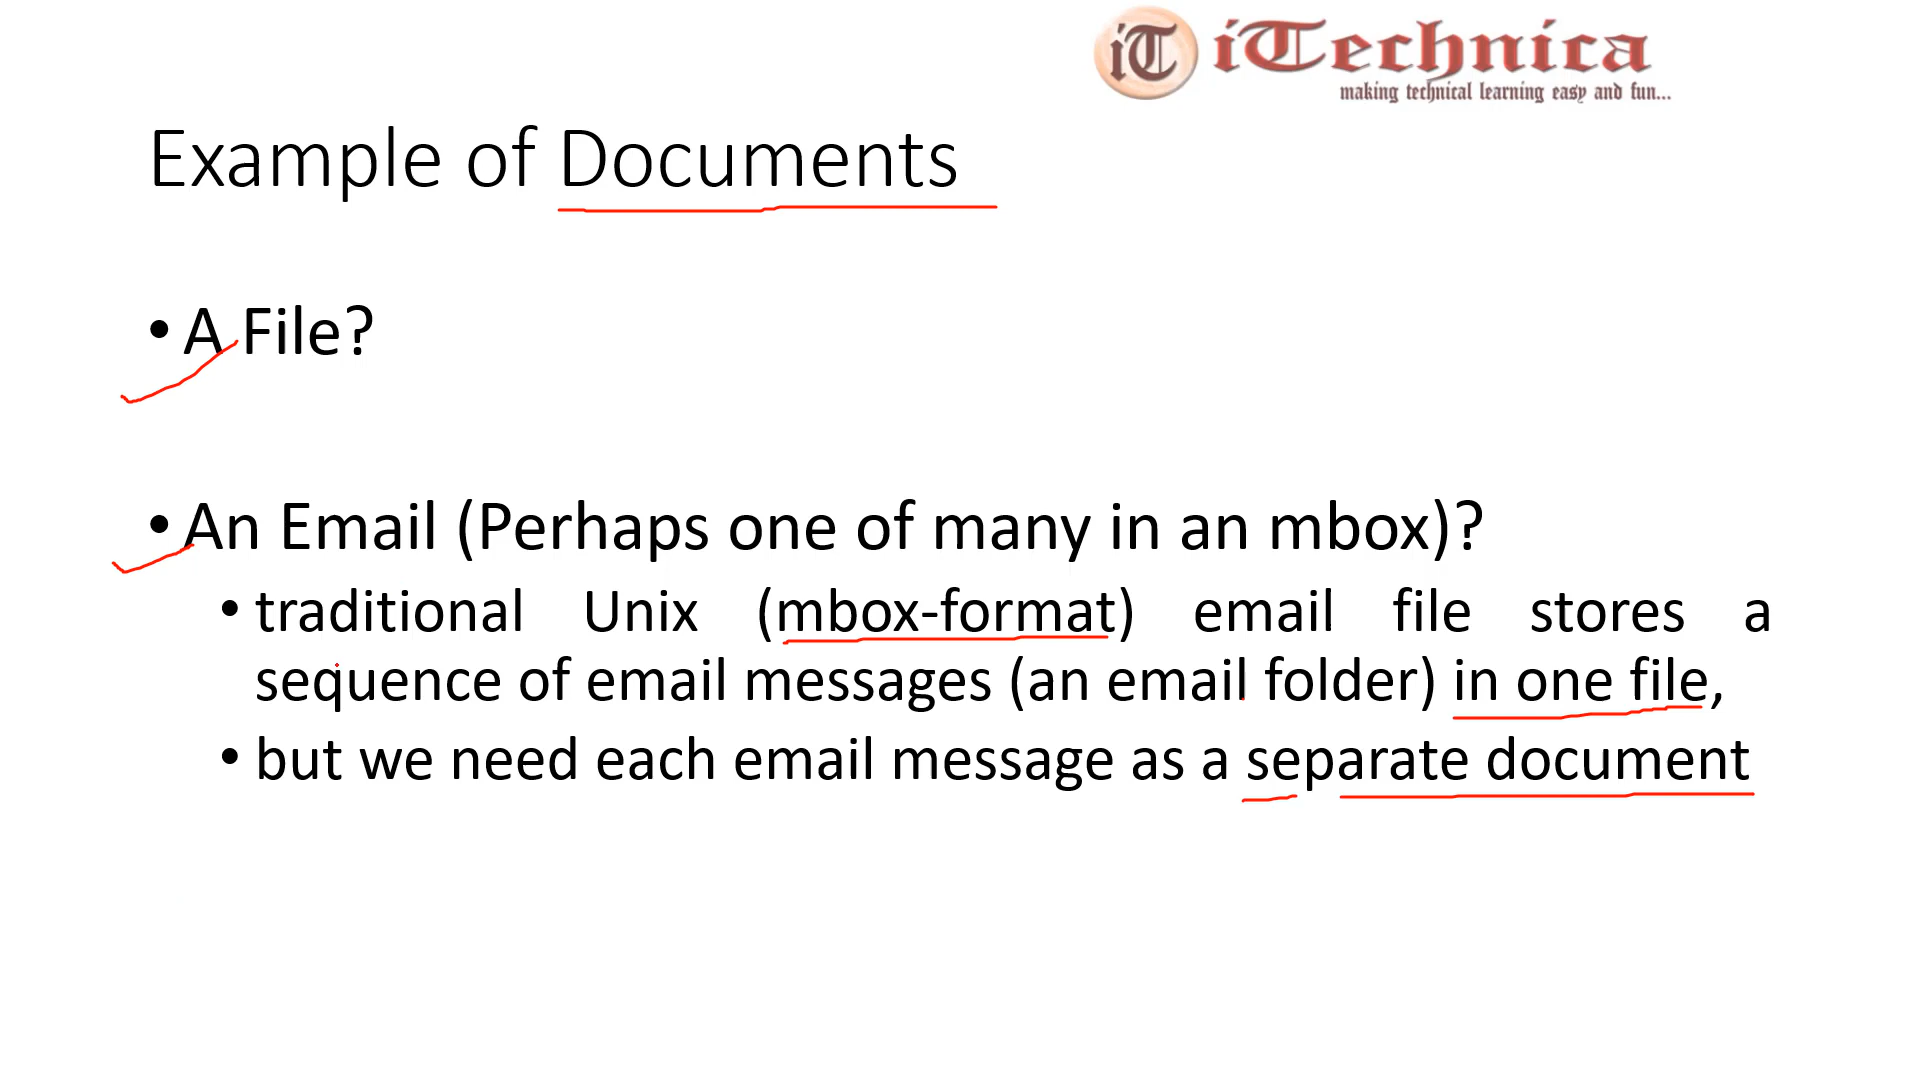 iT iTechnica
making technical learning easy and fun...
Example of Documents
• A File?
• An Email (Perhaps one of many in an mbox)?
• traditional Unix (mbox-format) email file stores a
sequence of email messages (an email folder) in one file,
• but we need each email message as a separate document